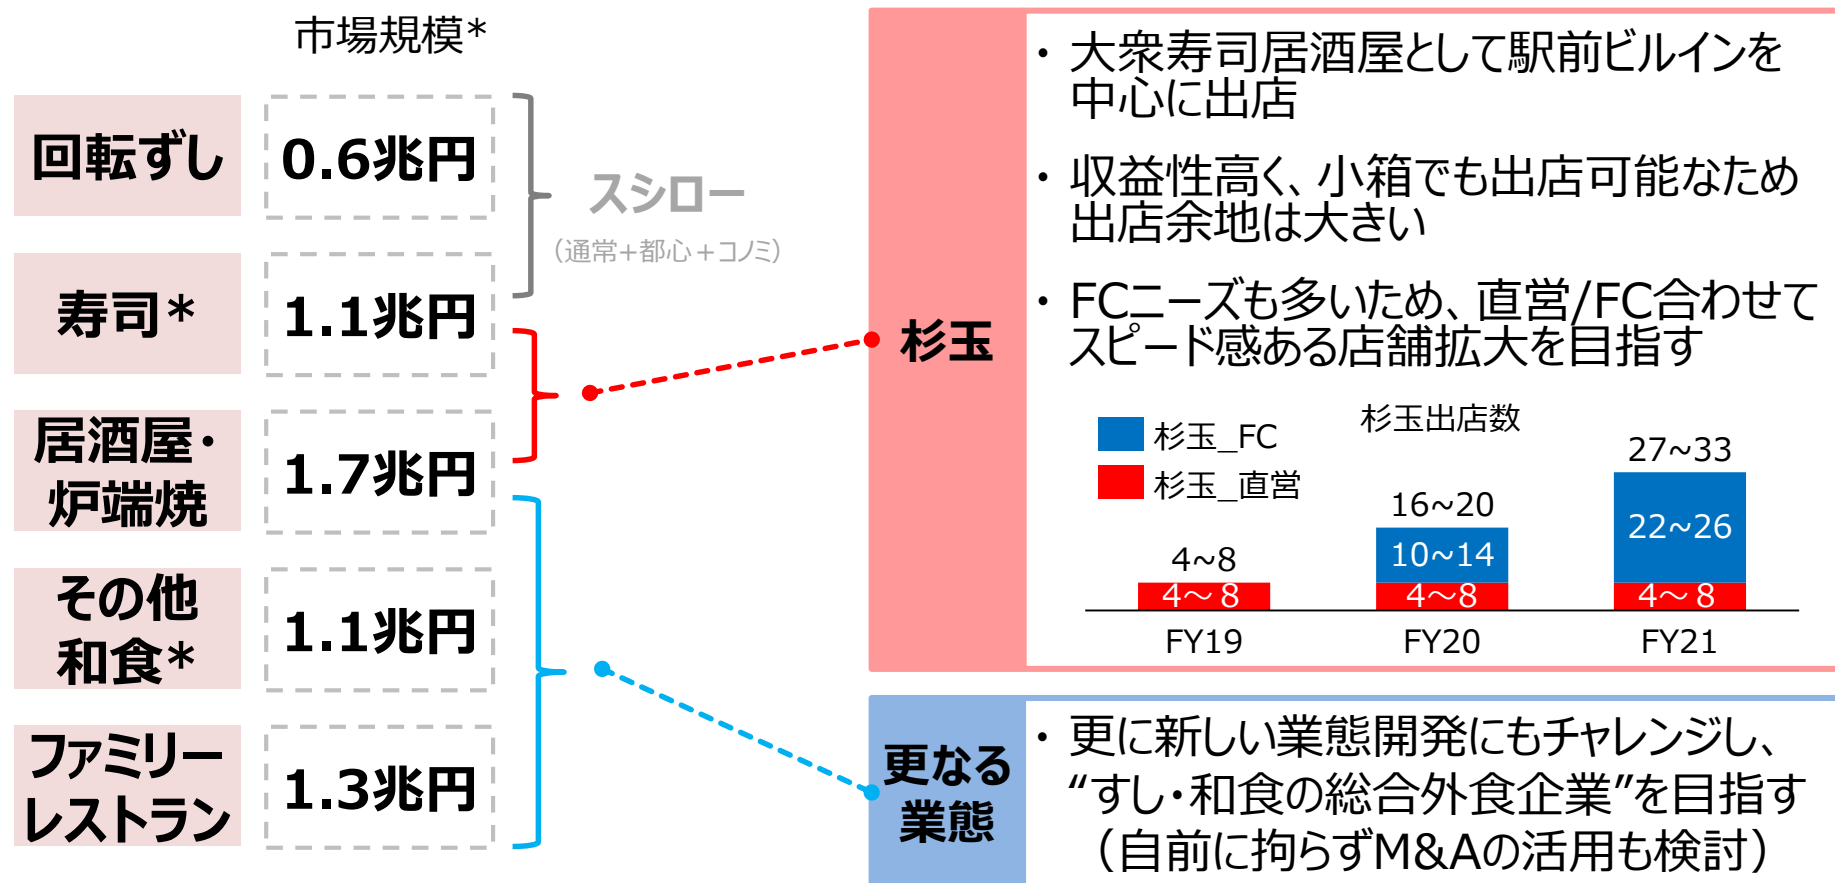 市場規模*
回転ずし
0.6兆円
寿司*
1.1兆円
居酒屋・
炉端焼
1.7兆円
その他
和食*
1.1兆円
ファミリー
レストラン
1.3兆円
スシロー
（通常+都心+コノミ）
杉玉
・ 大衆寿司居酒屋として駅前ビルインを
中心に出店
・ 収益性高く、小箱でも出店可能なため
出店余地は大きい
・ FCニーズも多いため、直営/FC合わせて
スピード感ある店舗拡大を目指す
杉玉出店数
杉玉_FC
杉玉_直営
4~8
4～8
FY19
16~20
10~14
4~8
FY20
27~33
22~26
4～8
FY21
更なる
業態
・ 更に新しい業態開発にもチャレンジし、
“すし・和食の総合外食企業”を目指す
（自前に拘らずM&Aの活用も検討）